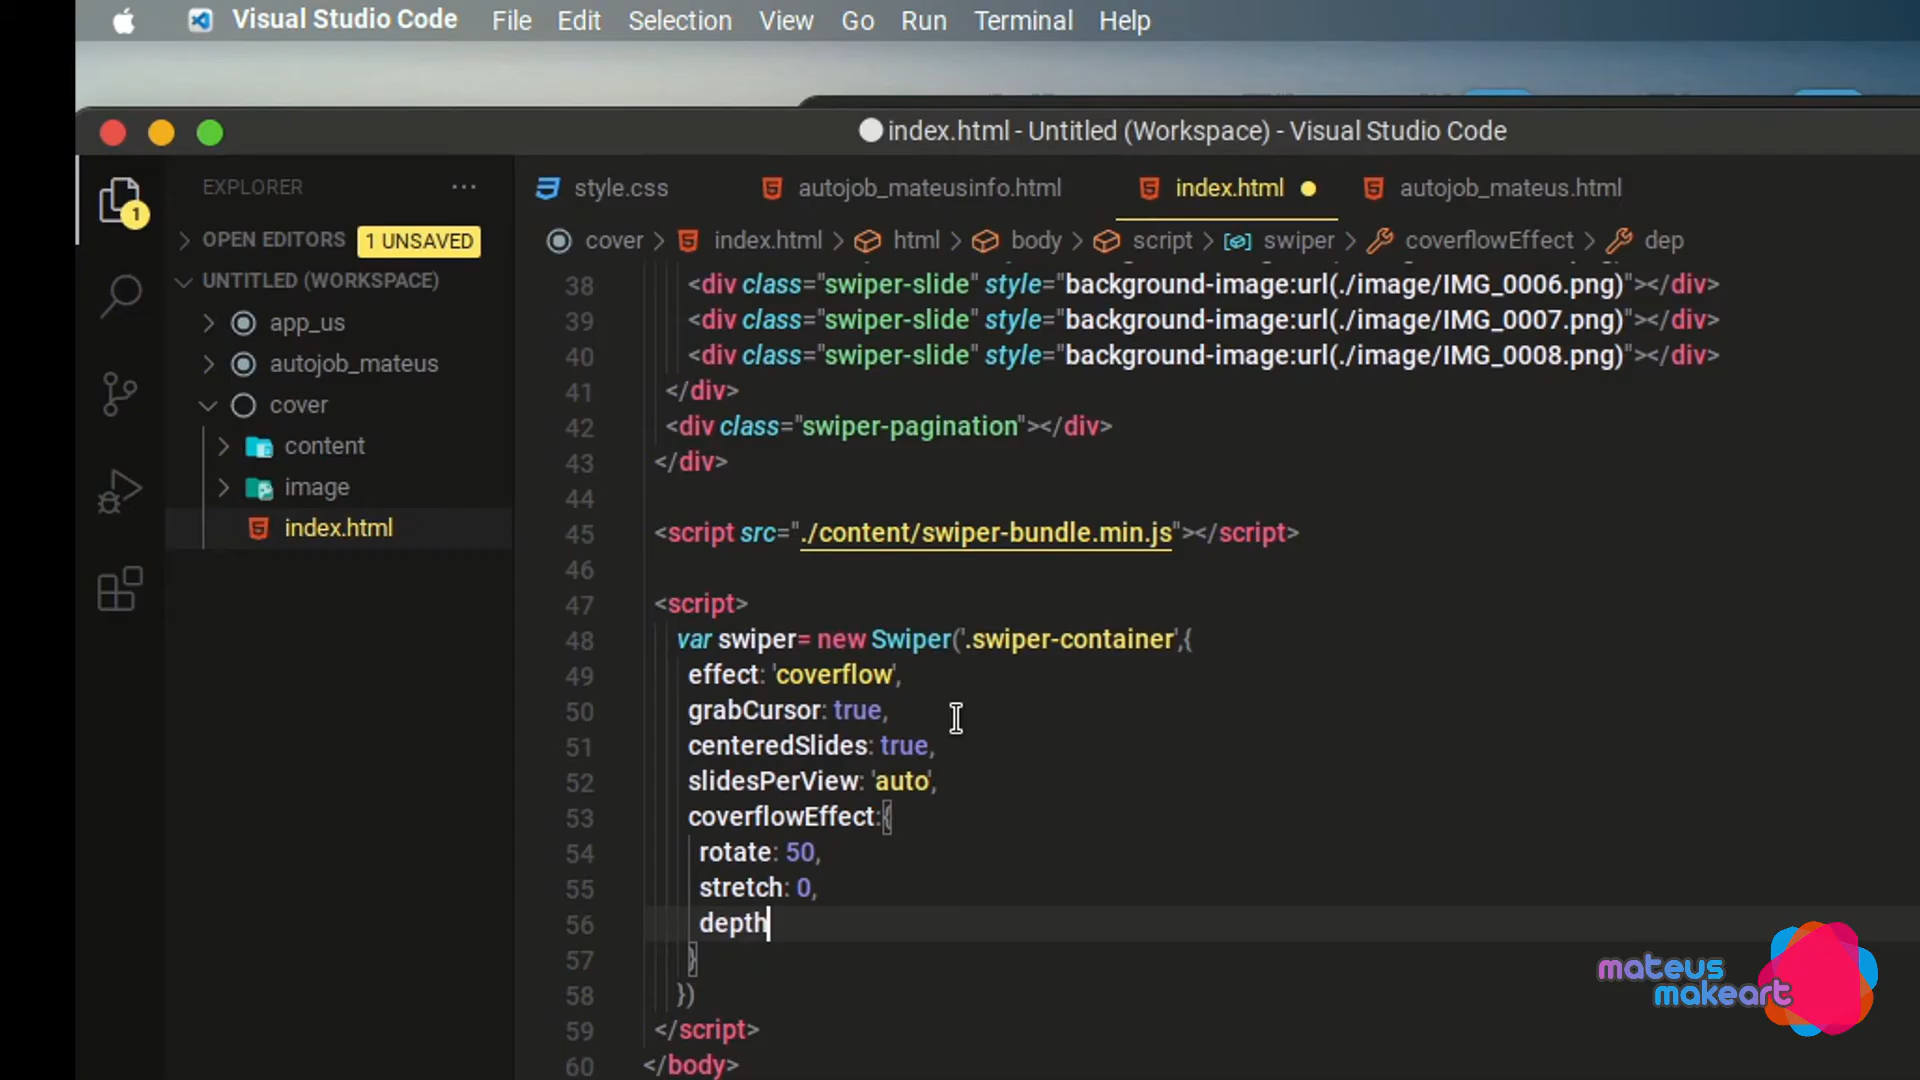 Visual Studio Code File Edit Selection View Go Run Terminal Help
index.html - Untitled (Workspace) - Visual Studio Code
EXPLORER ···
style.css autojob_mateusinfo.html index.html autojob_mateus.html
1
OPEN EDITORS 1 UNSAVED
cover > index.html > html > body > script > swiper > coverflowEffect > dep
UNTITLED (WORKSPACE)
app_us
autojob_mateus
cover
content
image
index.html
38 <div class="swiper-slide" style="background-image:url(./image/IMG_0006.png)"></div>
39 <div class="swiper-slide" style="background-image:url(./image/IMG_0007.png)"></div>
40 <div class="swiper-slide" style="background-image:url(./image/IMG_0008.png)"></div>
41 </div>
42 <div class="swiper-pagination"></div>
43 </div>
44
45 <script src="./content/swiper-bundle.min.js"></script>
46
47 <script>
48 var swiper= new Swiper('.swiper-container',{
49 effect: 'coverflow',
50 grabCursor: true,
51 centeredSlides: true,
52 slidesPerView: 'auto',
53 coverflowEffect:{
54 rotate: 50,
55 stretch: 0,
56 depth
57 }
58 })
59 </script>
60 </body>
mateus
makeart